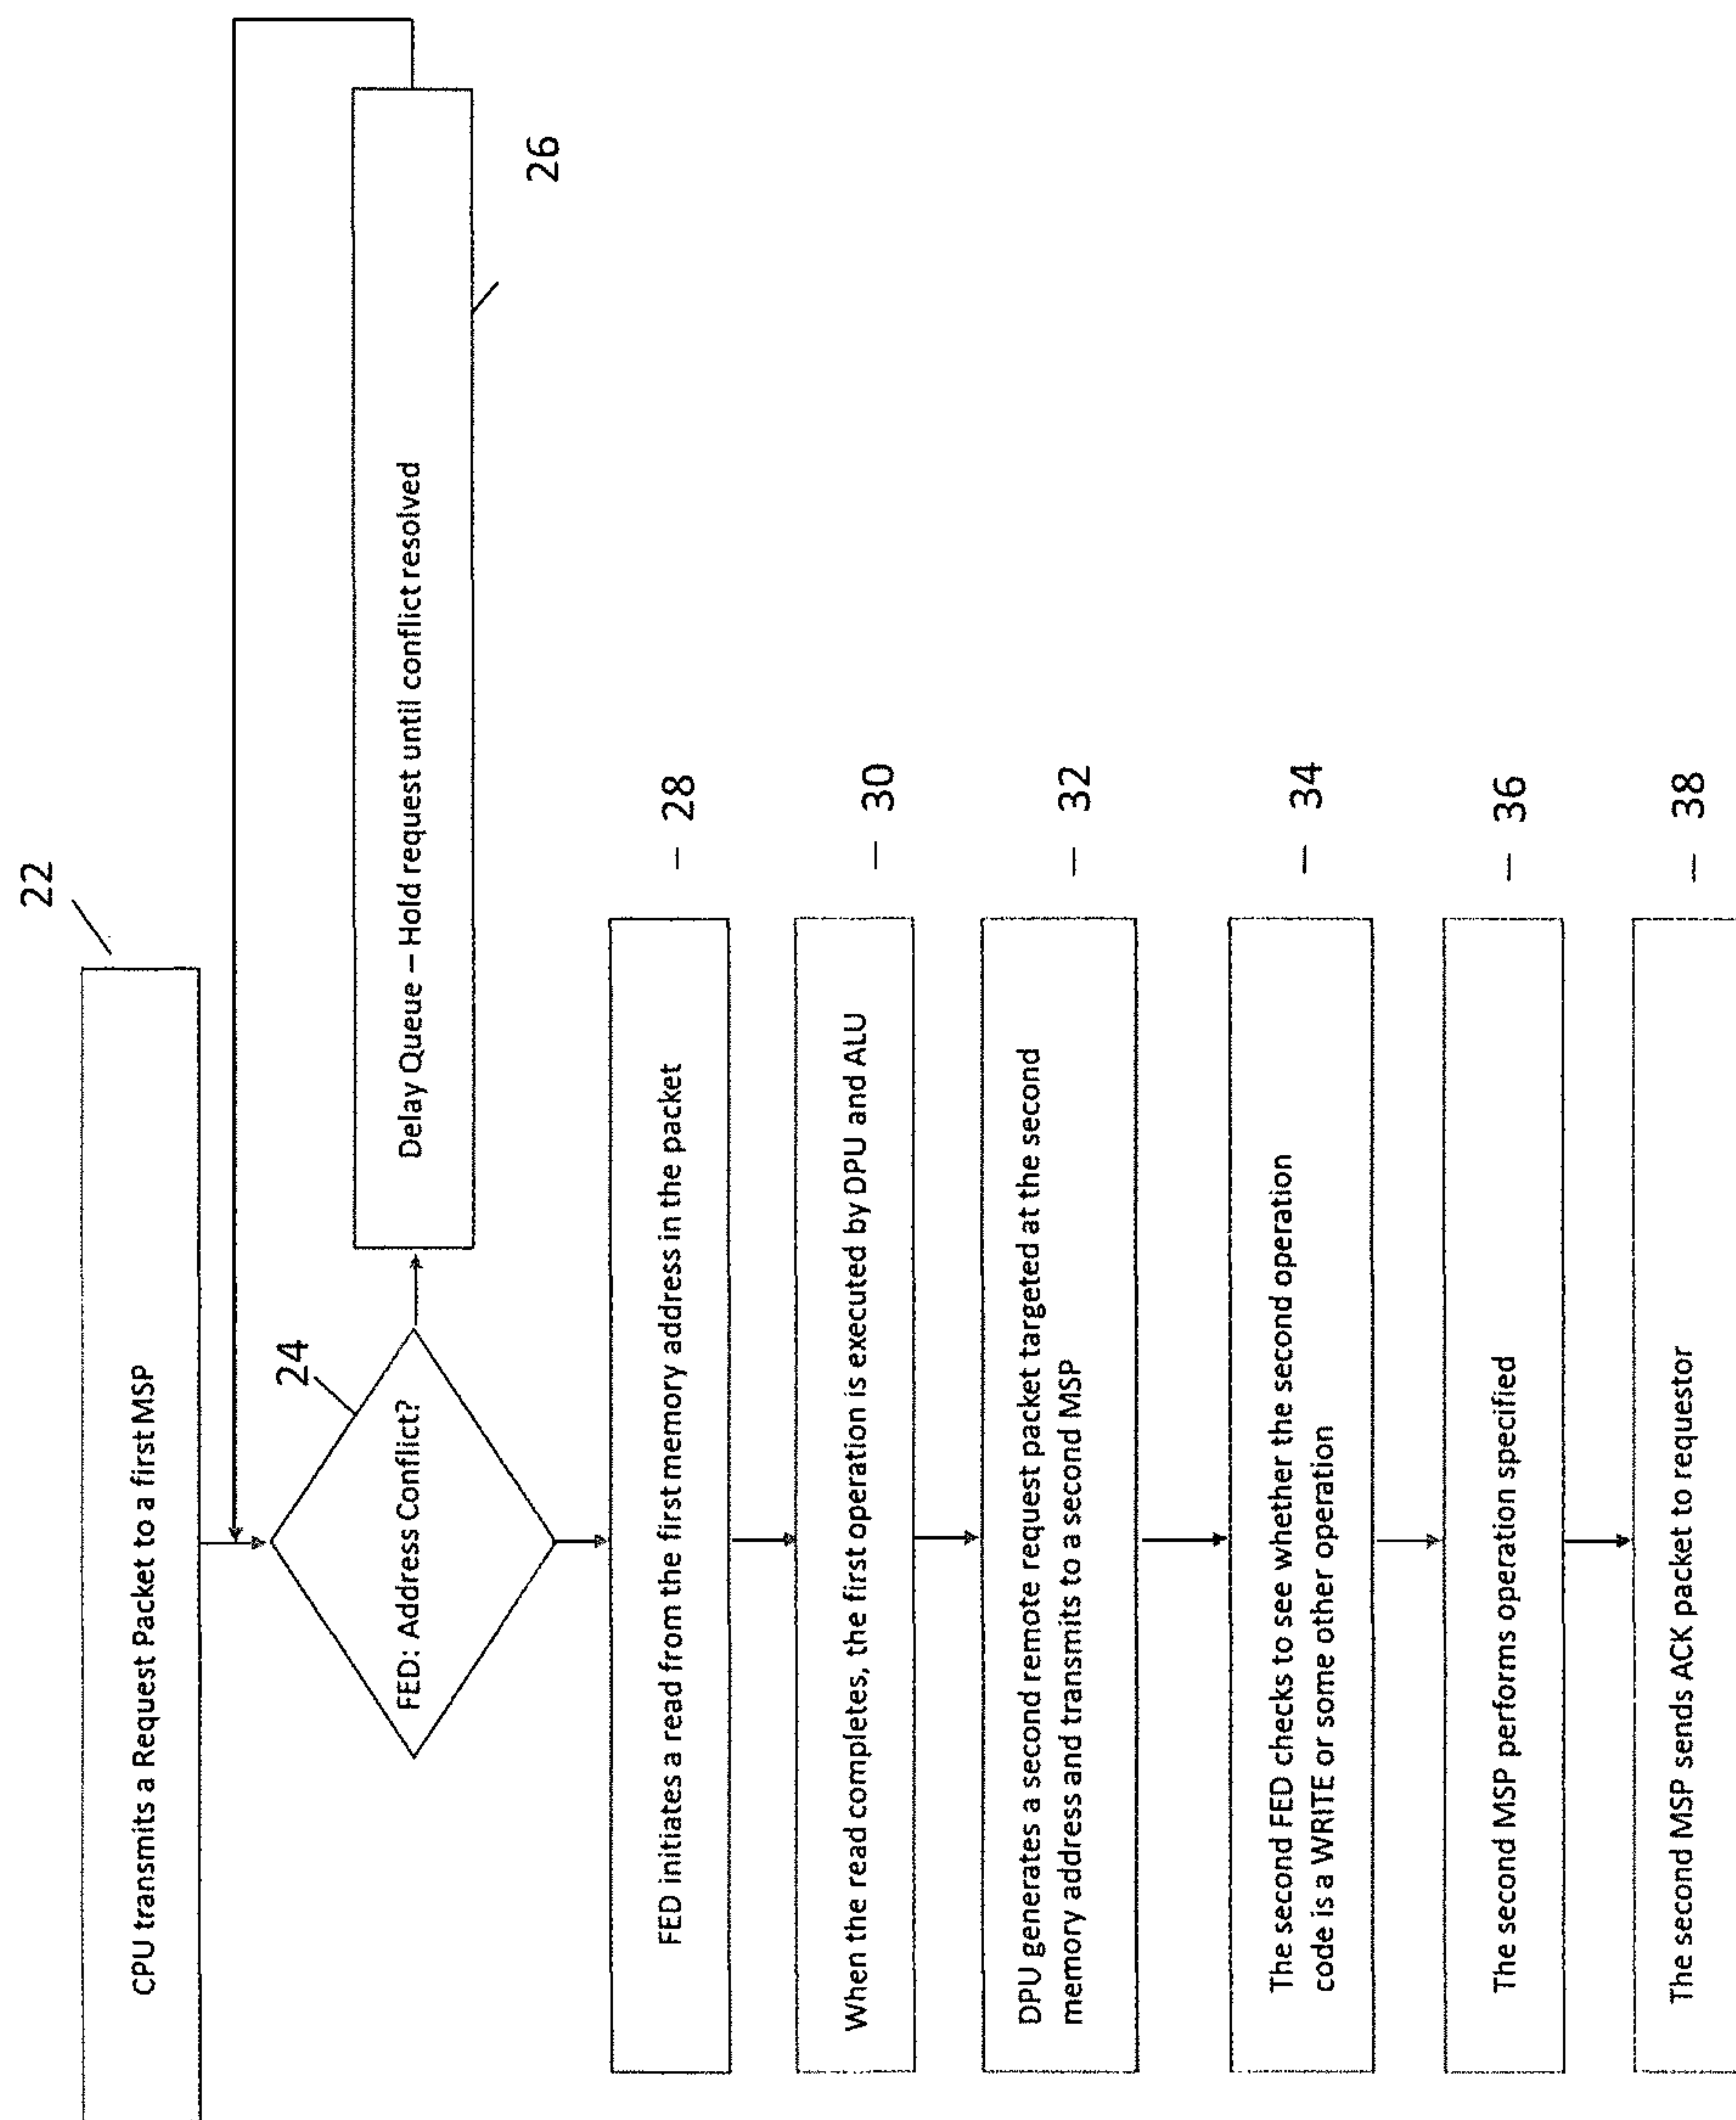 CPU transmits a Request Packet to a first MSP
22
FED: Address Conflict?
24
Delay Queue – Hold request until conflict resolved
26
FED initiates a read from the first memory address in the packet
– 28
When the read completes, the first operation is executed by DPU and ALU
– 30
DPU generates a second remote request packet targeted at the second
memory address and transmits to a second MSP
– 32
The second FED checks to see whether the second operation
code is a WRITE or some other operation
– 34
The second MSP performs operation specified
– 36
The second MSP sends ACK packet to requestor
– 38